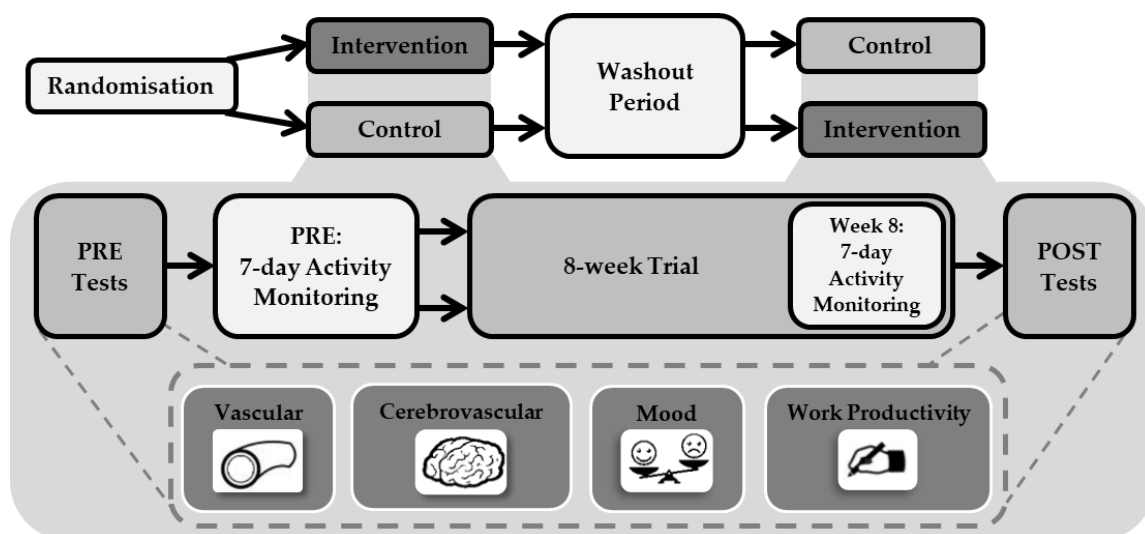 Randomisation
Intervention
Control
Washout
Period
Control
Intervention
PRE
Tests
PRE:
7-day Activity
Monitoring
8-week Trial
Week 8:
7-day
Activity
Monitoring
POST
Tests
Vascular
Cerebrovascular
Mood
Work Productivity